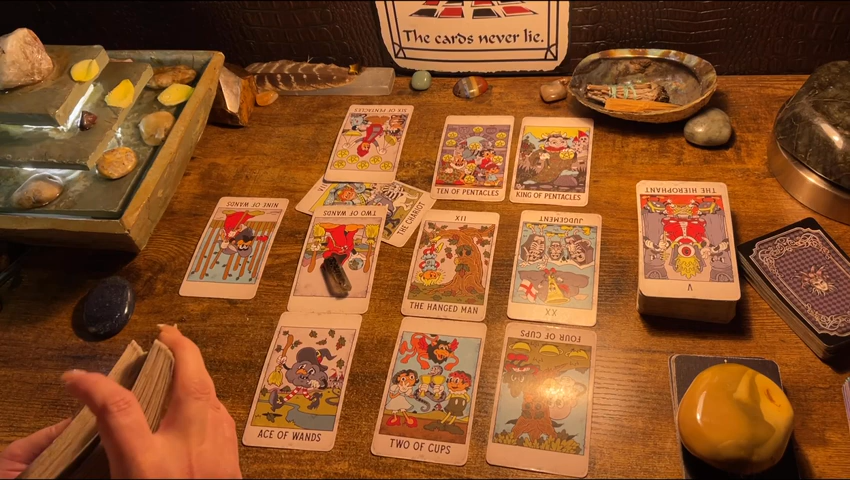 The cards never lie.
SIX OF PENTACLES
TEN OF PENTACLES
KING OF PENTACLES
THE CHARIOT
NINE OF WANDS
TWO OF WANDS
XII
THE HANGED MAN
JUDGEMENT
XX
THE HIEROPHANT
V
ACE OF WANDS
TWO OF CUPS
FOUR OF CUPS